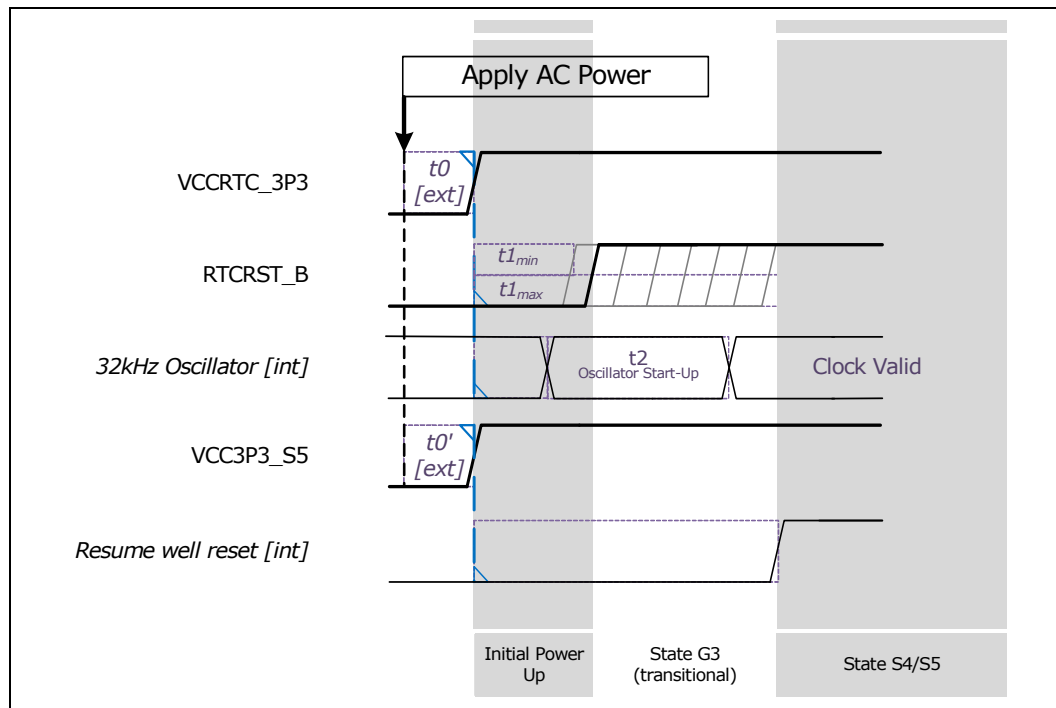 Apply AC Power
VCCRTC_3P3
t0
[ext]
RTCRST_B
t1min
t1max
32kHz Oscillator [int]
t2
Oscillator Start-Up
Clock Valid
VCC3P3_S5
t0'
[ext]
Resume well reset [int]
Initial Power
Up
State G3
(transitional)
State S4/S5